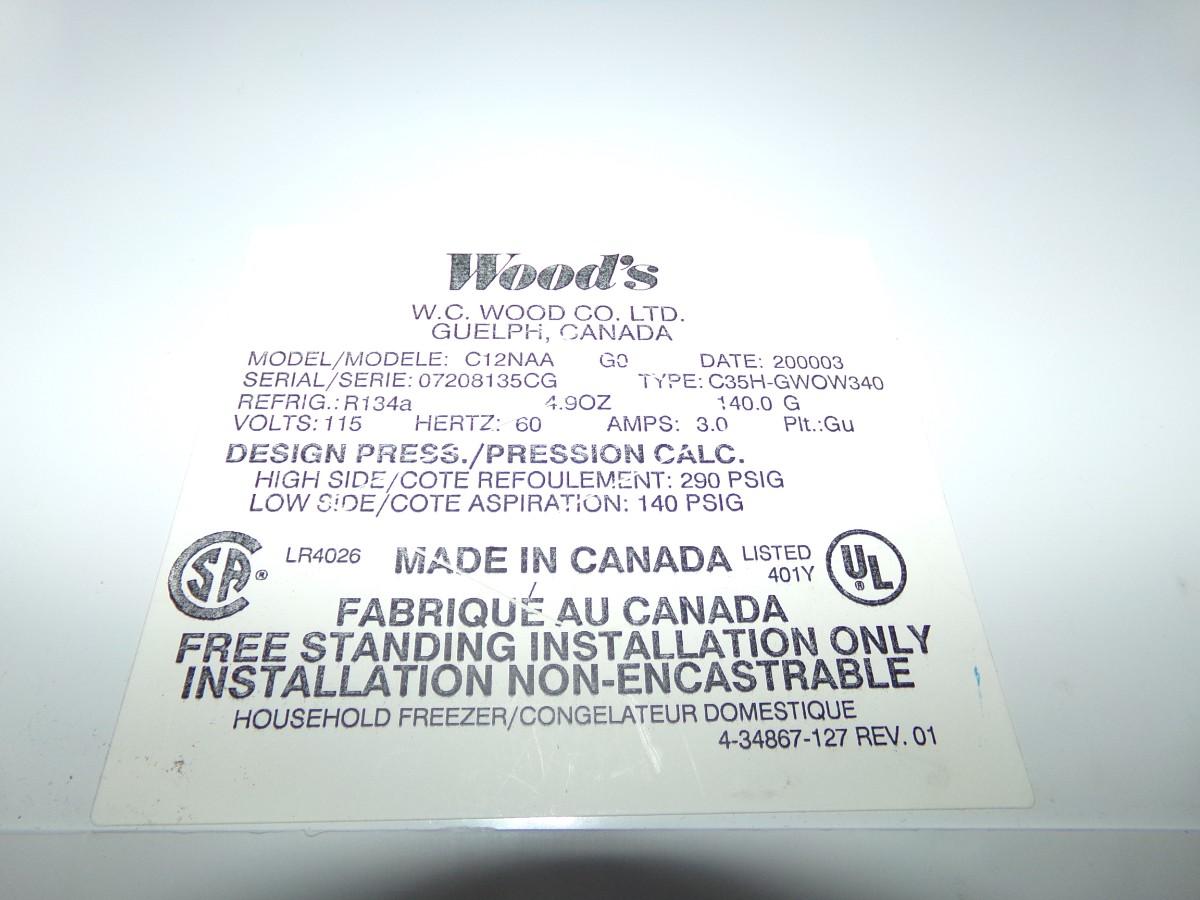 Wood's
W.C. WOOD CO. LTD.
GUELPH, CANADA
MODEL/MODELE: C12NAA G0 DATE: 200003
SERIAL/SERIE: 07208135CG TYPE: C35H-GWOW340
REFRIG.: R134a 4.9OZ 140.0 G
VOLTS: 115 HERTZ: 60 AMPS: 3.0 Plt.:Gu
DESIGN PRESS./PRESSION CALC.
HIGH SIDE/COTE REFOULEMENT: 290 PSIG
LOW SIDE/COTE ASPIRATION: 140 PSIG
SA ® LR4026 MADE IN CANADA LISTED 401Y UL ®
/
FABRIQUE AU CANADA
FREE STANDING INSTALLATION ONLY
INSTALLATION NON-ENCASTRABLE
HOUSEHOLD FREEZER/CONGELATEUR DOMESTIQUE
4-34867-127 REV. 01